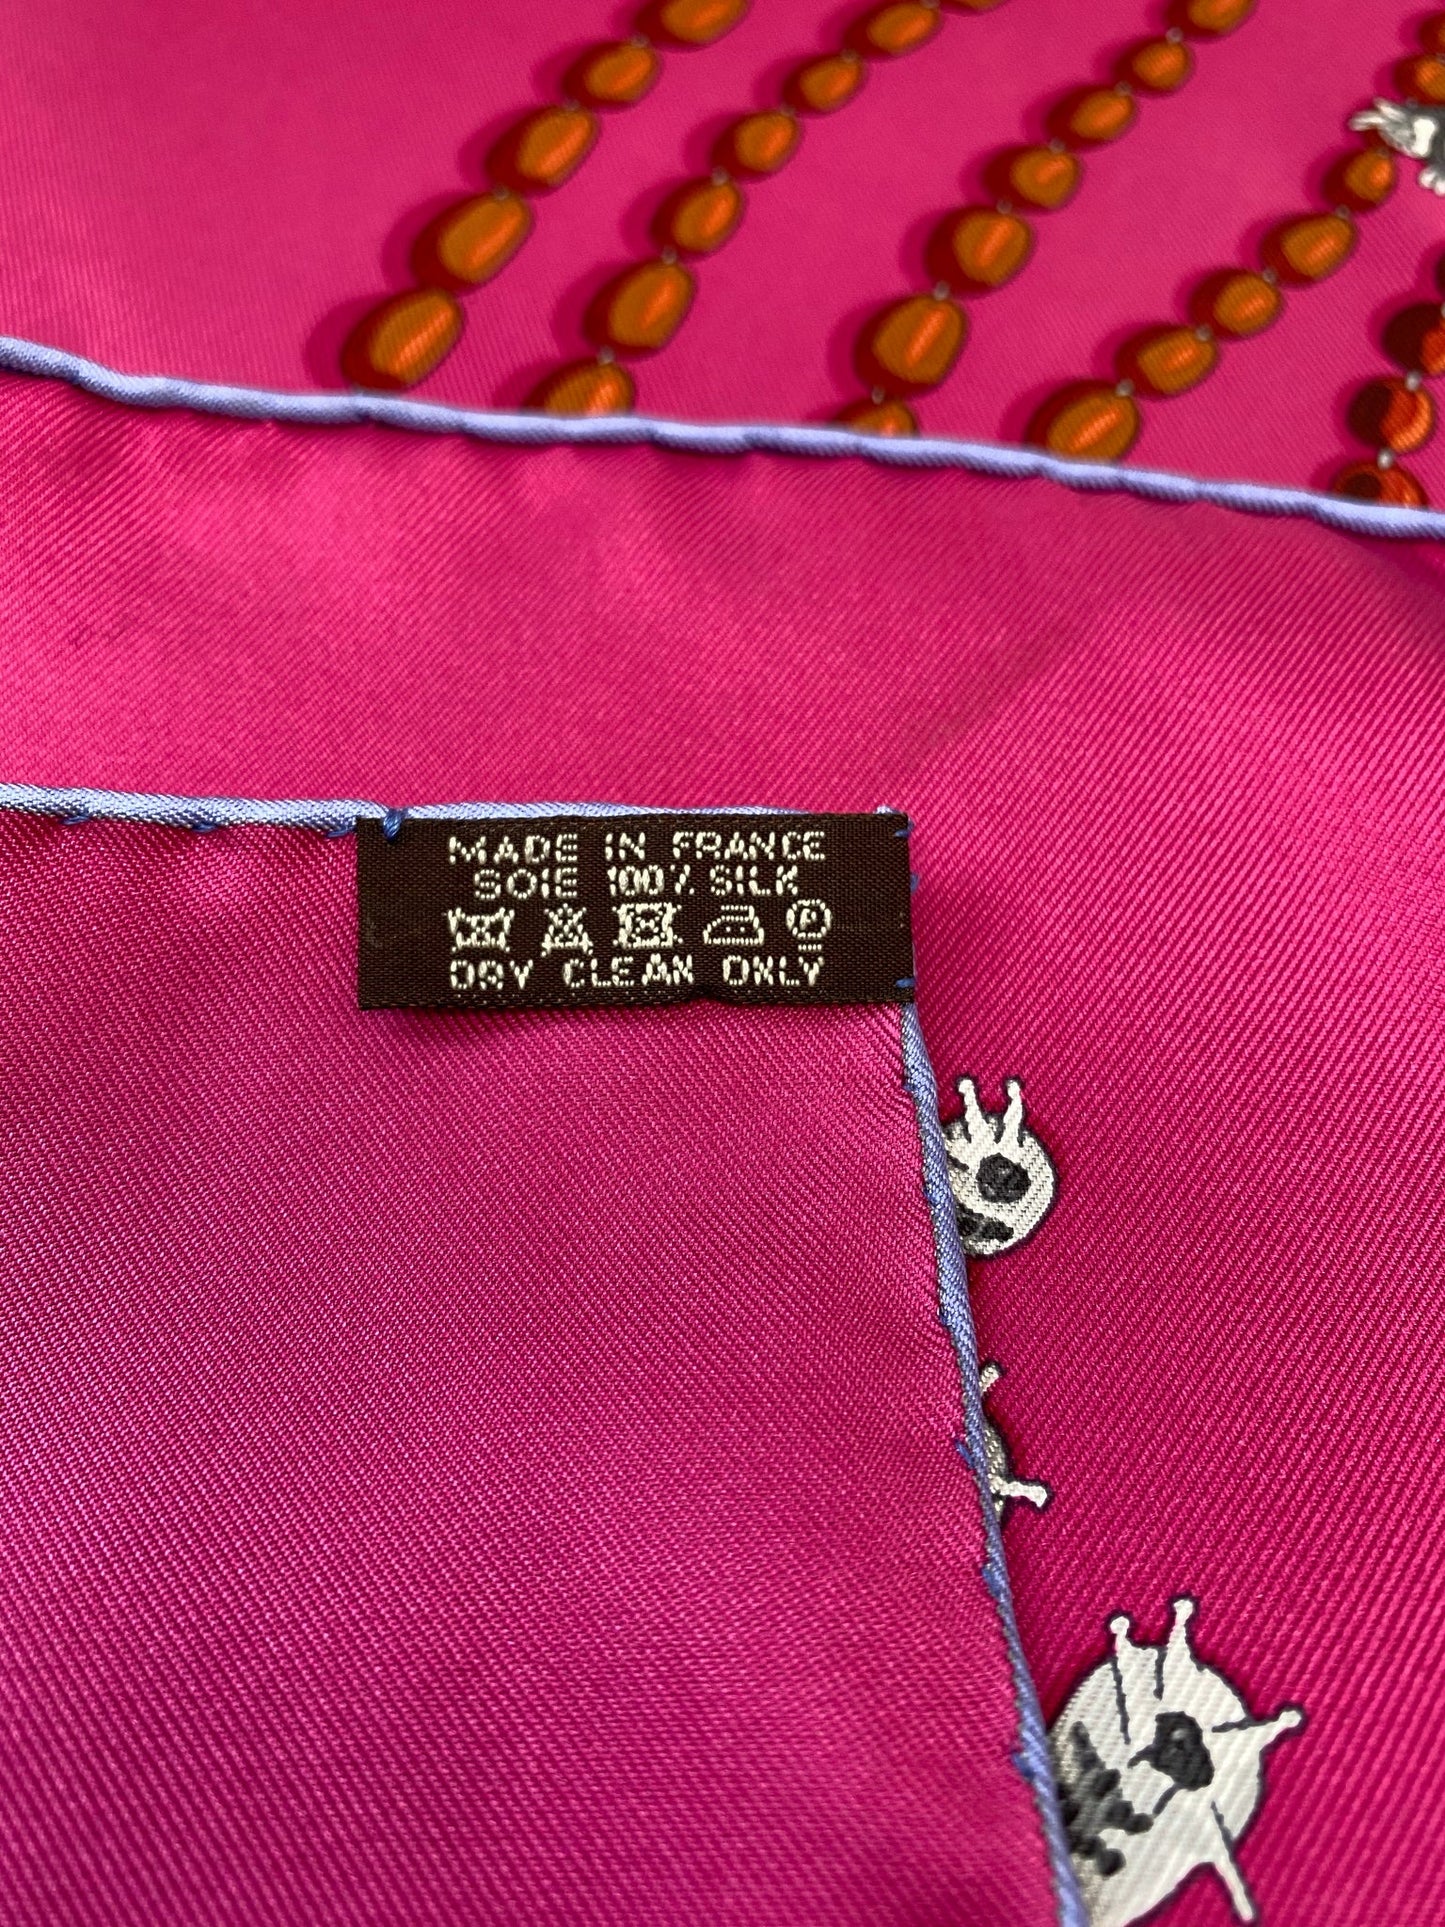 MADE IN FRANCE
SOIE 100% SILK
P
DRY CLEAN ONLY